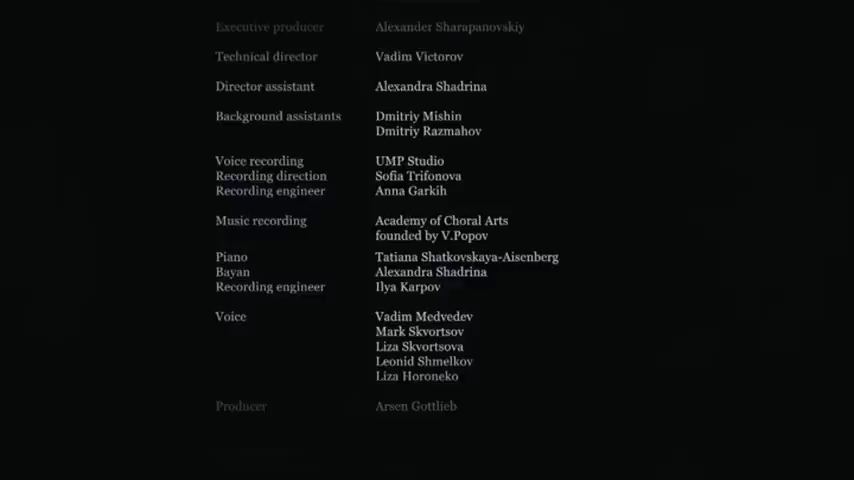 Executive producer Alexander Sharapanovskiy
Technical director Vadim Victorov
Director assistant Alexandra Shadrina
Background assistants Dmitriy Mishin
Dmitriy Razmahov
Voice recording UMP Studio
Recording direction Sofia Trifonova
Recording engineer Anna Garkih
Music recording Academy of Choral Arts
founded by V.Popov
Piano Tatiana Shatkovskaya-Aisenberg
Bayan Alexandra Shadrina
Recording engineer Ilya Karpov
Voice Vadim Medvedev
Mark Skvortsov
Liza Skvortsova
Leonid Shmelkov
Liza Horoneko
Producer Arsen Gottlieb